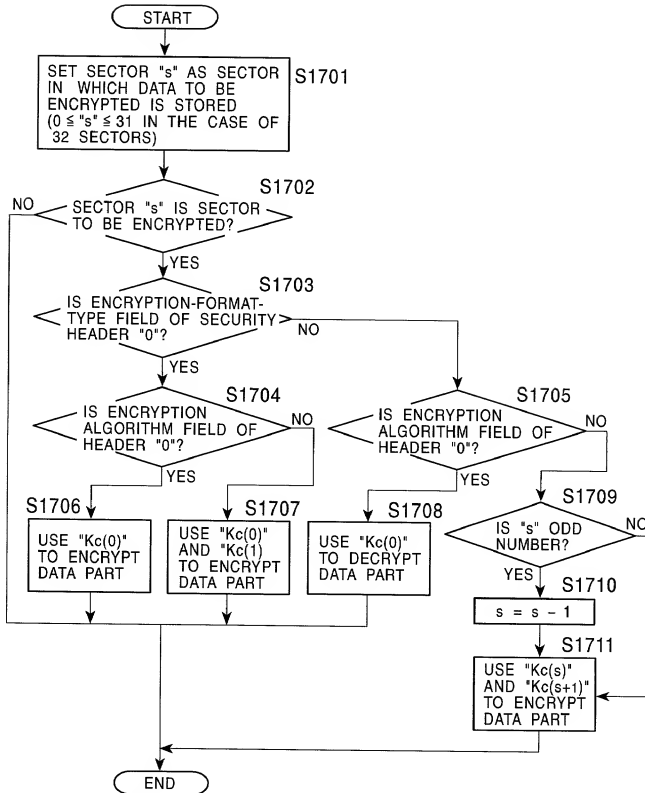 START
SET SECTOR "s" AS SECTOR
IN WHICH DATA TO BE
ENCRYPTED IS STORED
(0 ≦ "s" ≦ 31 IN THE CASE OF
32 SECTORS)
S1701
S1702
NO
SECTOR "s" IS SECTOR
TO BE ENCRYPTED?
YES
S1703
IS ENCRYPTION-FORMAT-
TYPE FIELD OF SECURITY
HEADER "0"?
NO
YES
S1704
IS ENCRYPTION
ALGORITHM FIELD OF
HEADER "0"?
NO
YES
S1705
IS ENCRYPTION
ALGORITHM FIELD OF
HEADER "0"?
NO
YES
S1706
USE "Kc(0)"
TO ENCRYPT
DATA PART
S1707
USE "Kc(0)"
AND "Kc(1)
TO ENCRYPT
DATA PART
S1708
USE "Kc(0)"
TO DECRYPT
DATA PART
S1709
IS "s" ODD
NUMBER?
NO
YES
S1710
s = s - 1
S1711
USE "Kc(s)"
AND "Kc(s+1)"
TO ENCRYPT
DATA PART
END